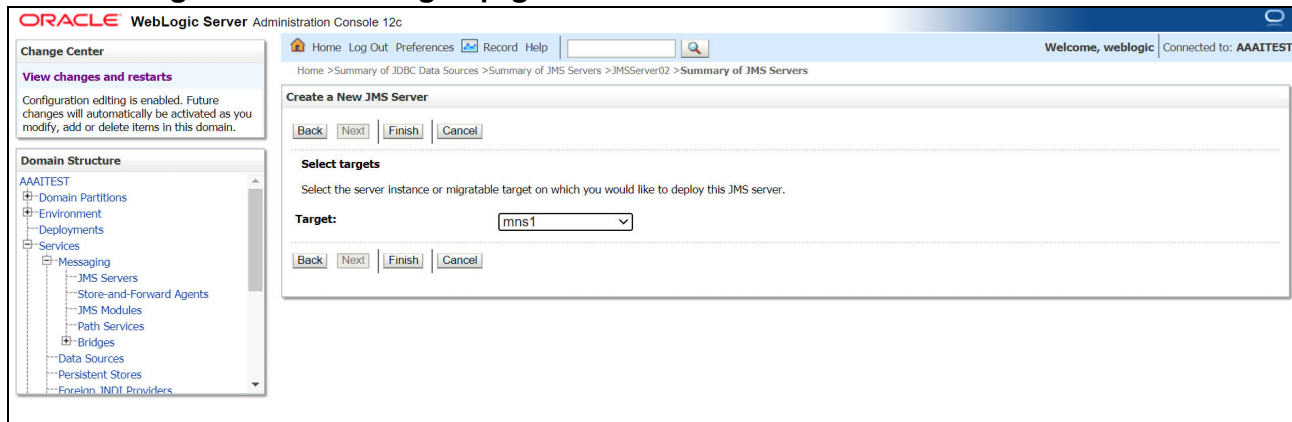 ORACLE WebLogic Server Administration Console 12c
Change Center
View changes and restarts
Configuration editing is enabled. Future
changes will automatically be activated as you
modify, add or delete items in this domain.
Domain Structure
AAAITEST
Domain Partitions
Environment
Deployments
Services
Messaging
JMS Servers
Store-and-Forward Agents
JMS Modules
Path Services
Bridges
Data Sources
Persistent Stores
Foreign JNDI Providers
Home Log Out Preferences Record Help
Welcome, weblogic Connected to: AAAITEST
Home >Summary of JDBC Data Sources >Summary of JMS Servers >JMSServer02 >Summary of JMS Servers
Create a New JMS Server
Back Next Finish Cancel
Select targets
Select the server instance or migratable target on which you would like to deploy this JMS server.
Target: mns1
Back Next Finish Cancel